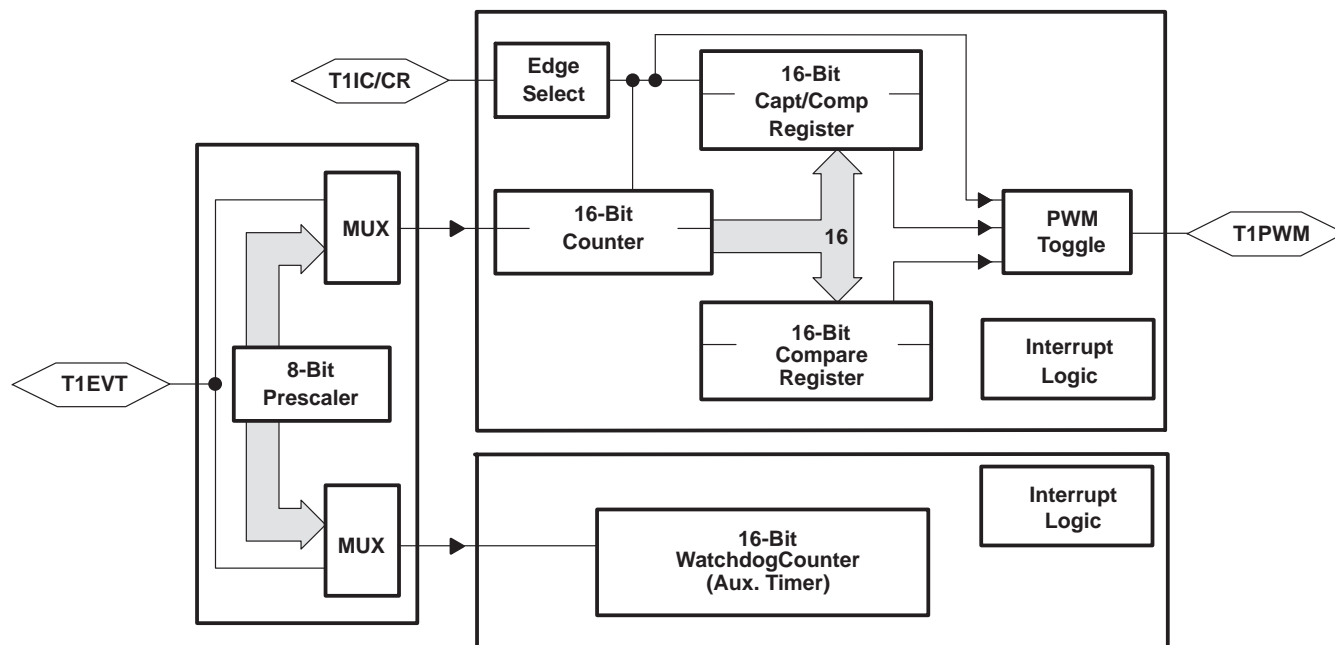 T1IC/CR
Edge
Select
16-Bit
Capt/Comp
Register
MUX
16-Bit
Counter
16
PWM
Toggle
T1PWM
8-Bit
Prescaler
T1EVT
16-Bit
Compare
Register
Interrupt
Logic
MUX
16-Bit
WatchdogCounter
(Aux. Timer)
Interrupt
Logic